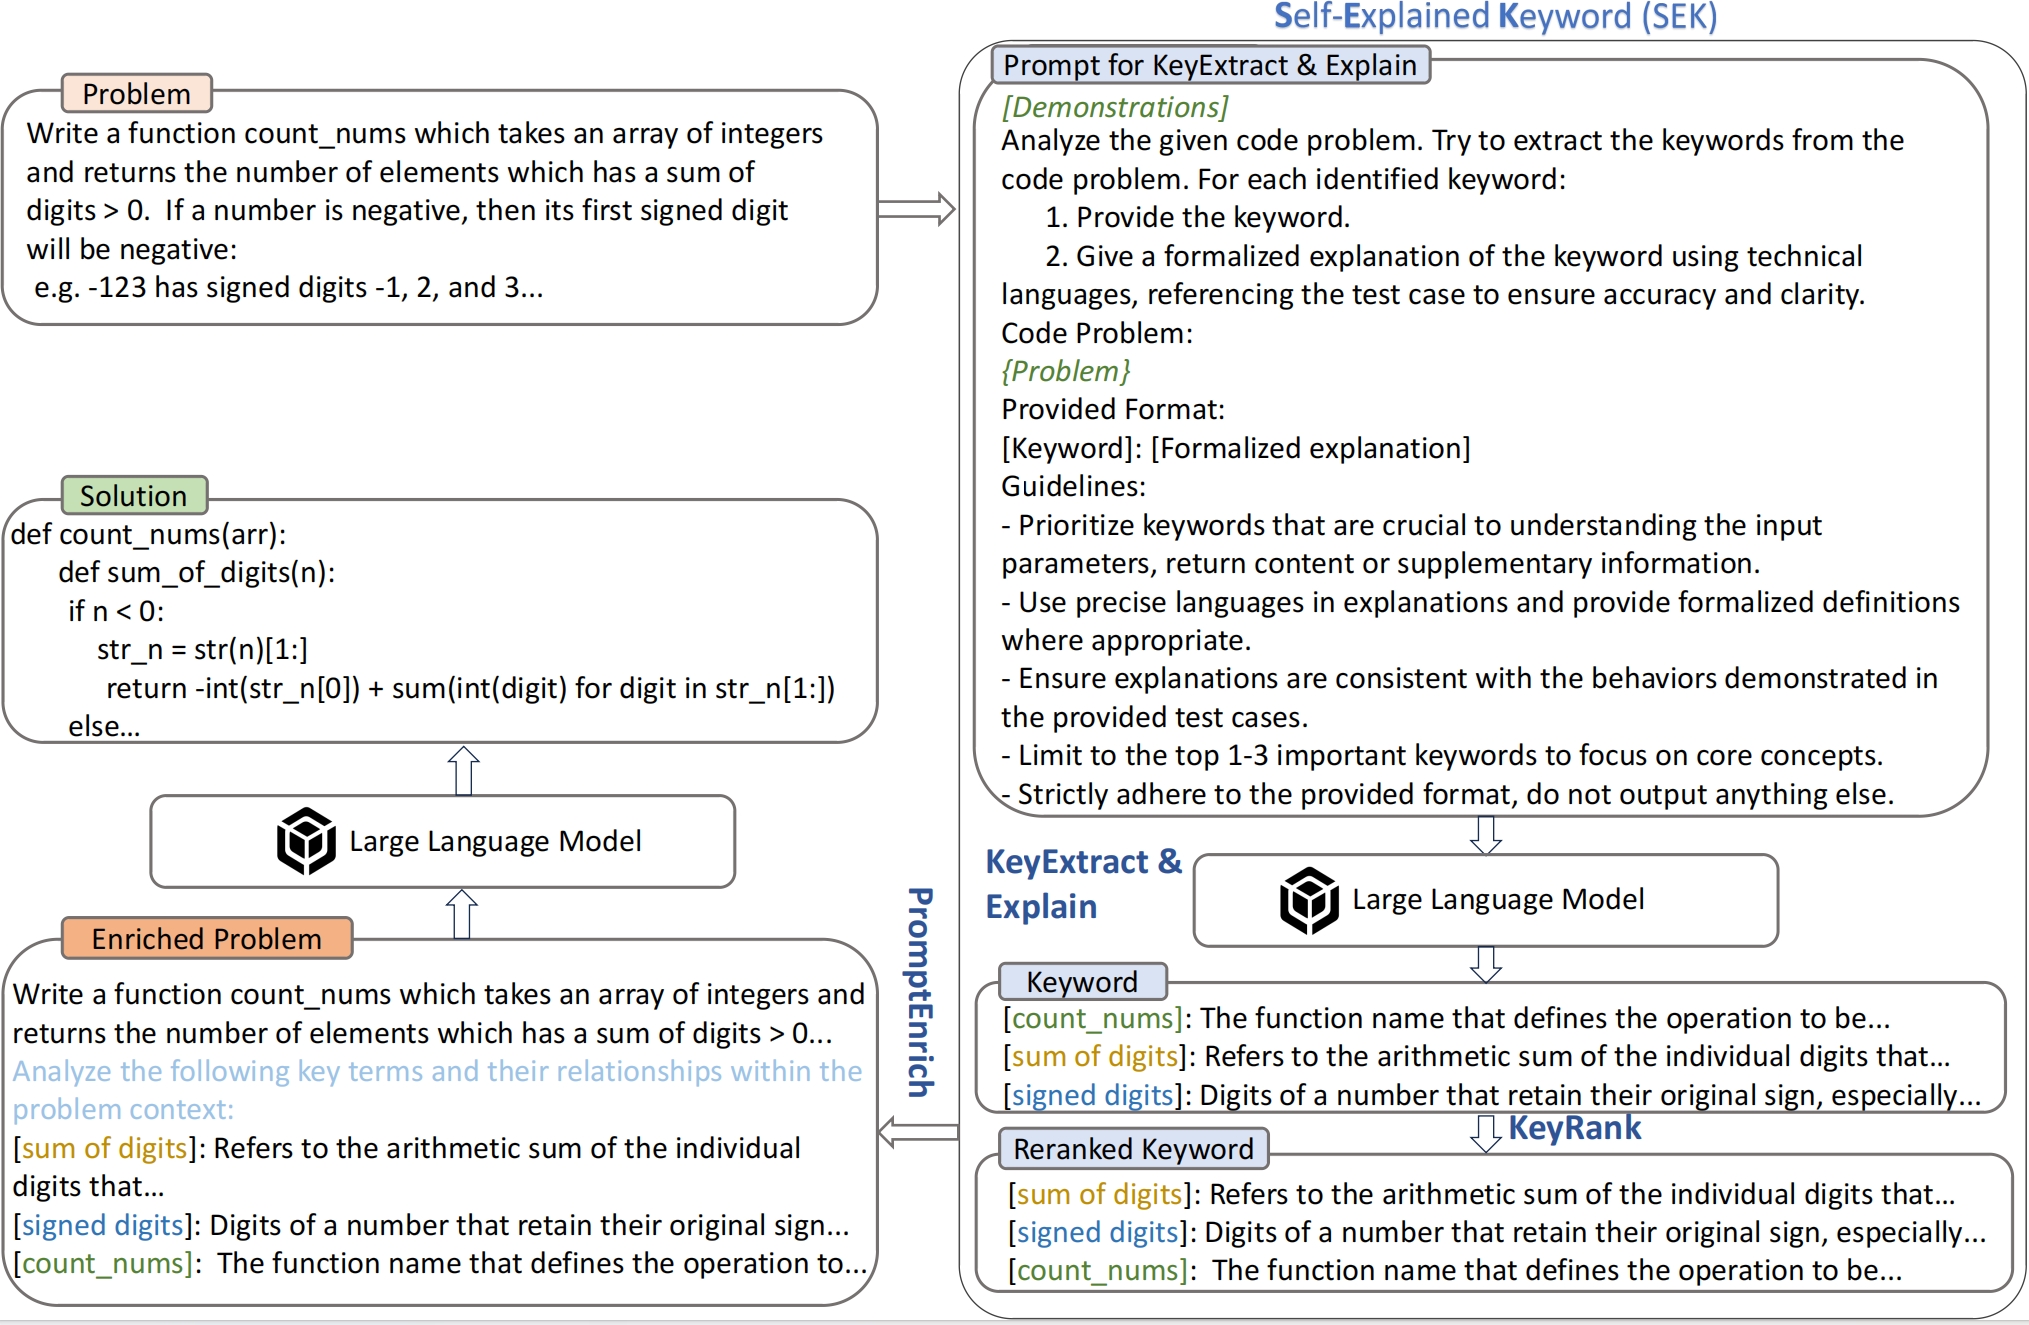 Problem
Write a function count_nums which takes an array of integers
and returns the number of elements which has a sum of
digits > 0.  If a number is negative, then its first signed digit
will be negative:
e.g. -123 has signed digits -1, 2, and 3...
Solution
def count_nums(arr):
def sum_of_digits(n):
if n < 0:
str_n = str(n)[1:]
return -int(str_n[0]) + sum(int(digit) for digit in str_n[1:])
else...
Large Language Model
Enriched Problem
Write a function count_nums which takes an array of integers and
returns the number of elements which has a sum of digits > 0...
Analyze the following key terms and their relationships within the
problem context:
[sum of digits]: Refers to the arithmetic sum of the individual
digits that...
[signed digits]: Digits of a number that retain their original sign...
[count_nums]:  The function name that defines the operation to...
PromptEnrich
Self-Explained Keyword (SEK)
Prompt for KeyExtract & Explain
[Demonstrations]
Analyze the given code problem. Try to extract the keywords from the
code problem. For each identified keyword:
1. Provide the keyword.
2. Give a formalized explanation of the keyword using technical
languages, referencing the test case to ensure accuracy and clarity.
Code Problem:
{Problem}
Provided Format:
[Keyword]: [Formalized explanation]
Guidelines:
- Prioritize keywords that are crucial to understanding the input
parameters, return content or supplementary information.
- Use precise languages in explanations and provide formalized definitions
where appropriate.
- Ensure explanations are consistent with the behaviors demonstrated in
the provided test cases.
- Limit to the top 1-3 important keywords to focus on core concepts.
- Strictly adhere to the provided format, do not output anything else.
KeyExtract &
Explain
Large Language Model
Keyword
[count_nums]: The function name that defines the operation to be...
[sum of digits]: Refers to the arithmetic sum of the individual digits that...
[signed digits]: Digits of a number that retain their original sign, especially...
KeyRank
Reranked Keyword
[sum of digits]: Refers to the arithmetic sum of the individual digits that...
[signed digits]: Digits of a number that retain their original sign, especially...
[count_nums]:  The function name that defines the operation to be...